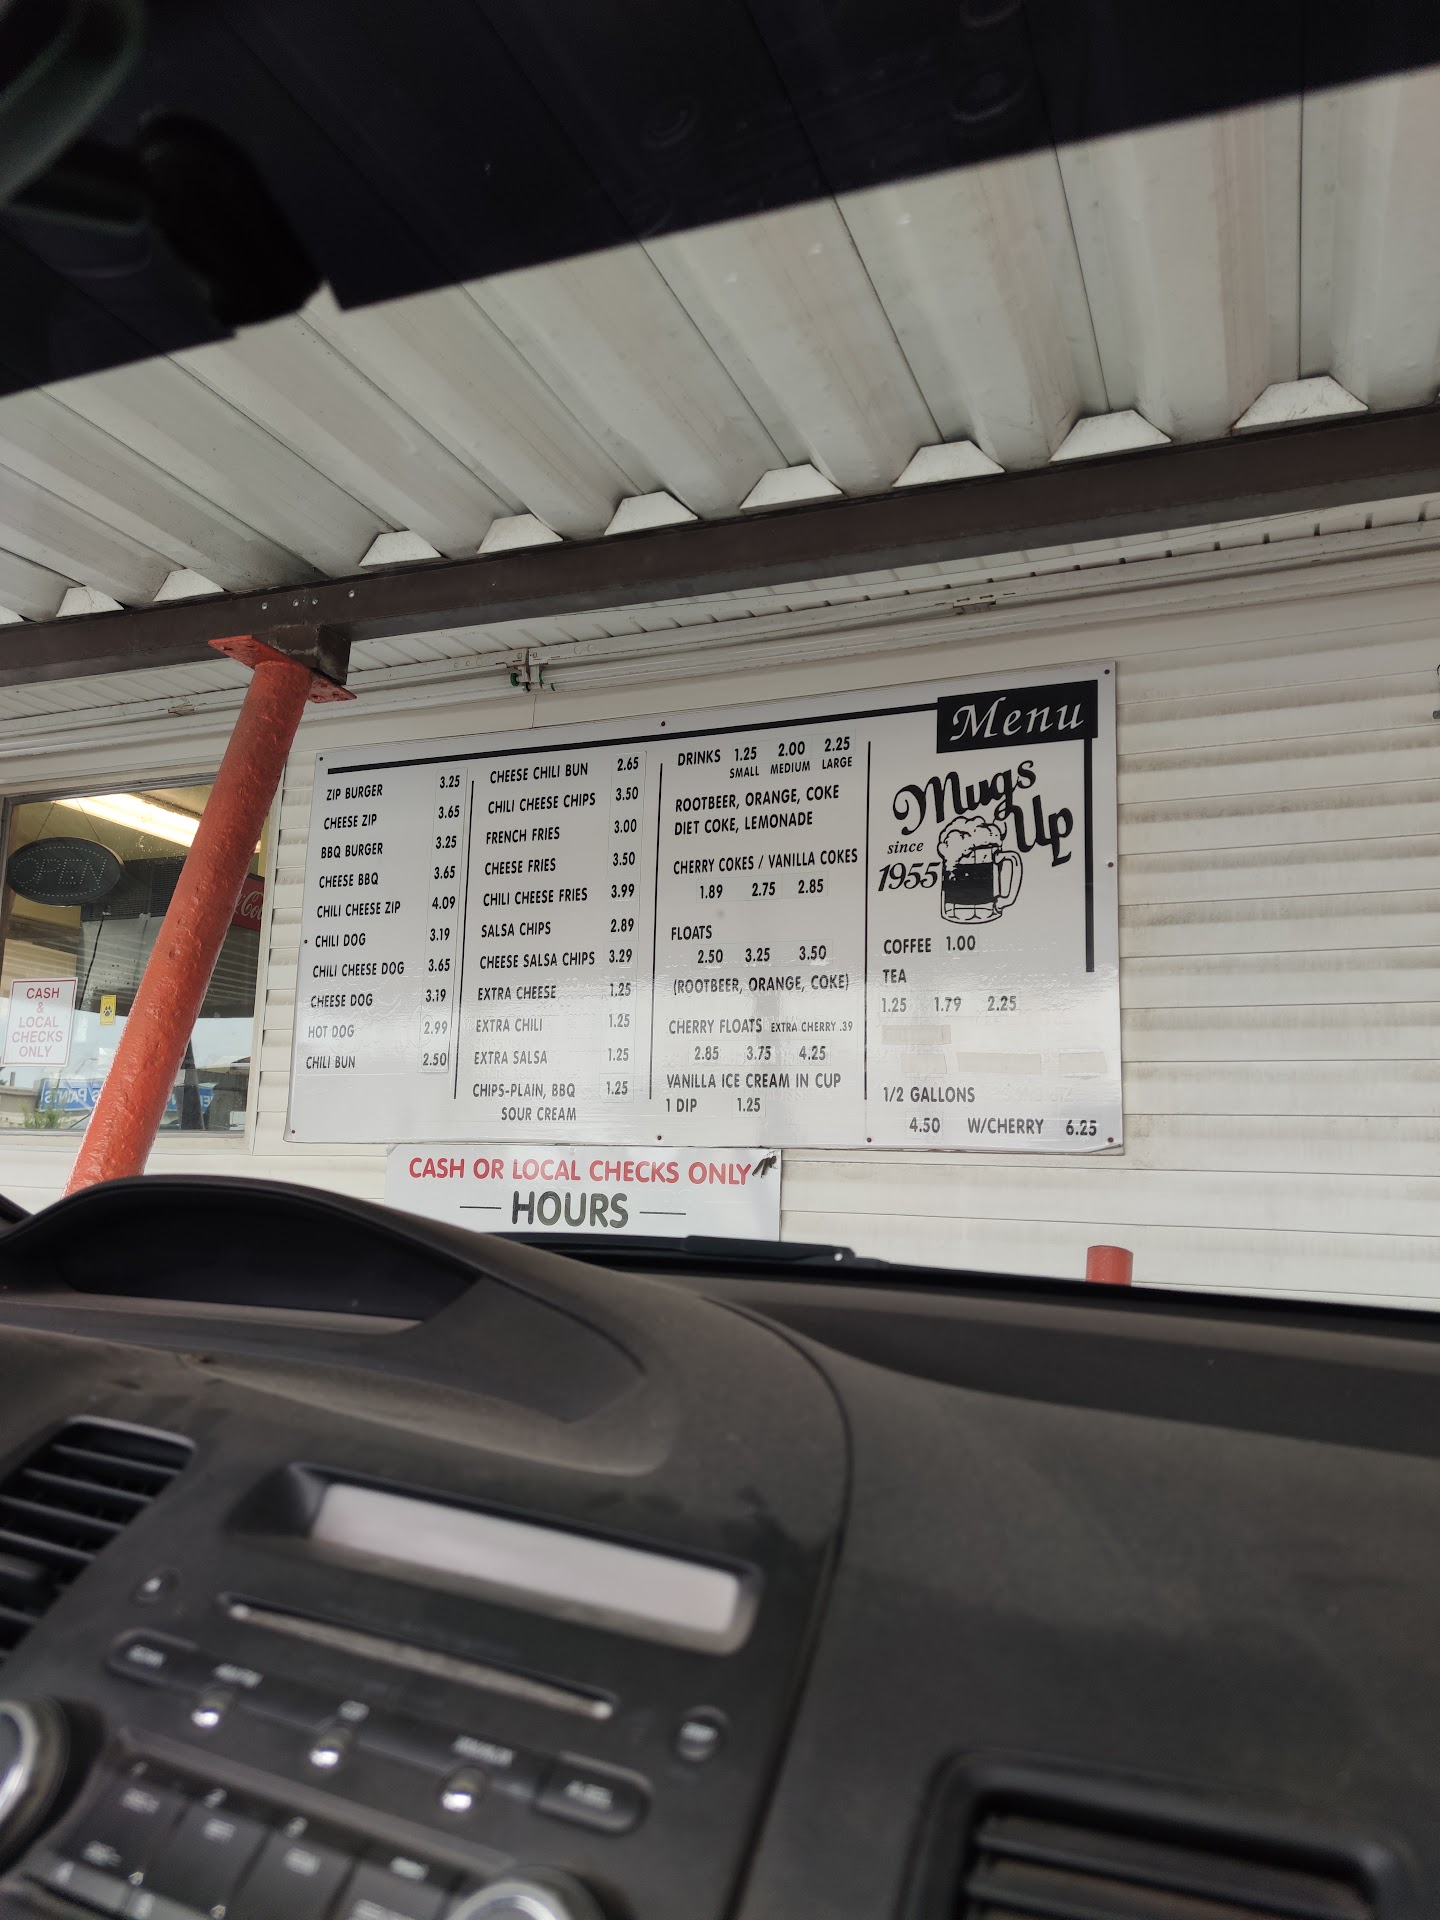 Menu
ZIP BURGER 3.25
CHEESE ZIP 3.65
BBQ BURGER 3.25
CHEESE BBQ 3.65
CHILI CHEESE ZIP 4.09
CHILI DOG 3.19
CHILI CHEESE DOG 3.65
CHEESE DOG 3.19
HOT DOG 2.99
CHILI BUN 2.50
CHEESE CHILI BUN 2.65
CHILI CHEESE CHIPS 3.50
FRENCH FRIES 3.00
CHEESE FRIES 3.50
CHILI CHEESE FRIES 3.99
SALSA CHIPS 2.89
CHEESE SALSA CHIPS 3.29
EXTRA CHEESE 1.25
EXTRA CHILI 1.25
EXTRA SALSA 1.25
CHIPS-PLAIN, BBQ 1.25
SOUR CREAM
DRINKS 1.25 2.00 2.25
SMALL MEDIUM LARGE
ROOTBEER, ORANGE, COKE
DIET COKE, LEMONADE
CHERRY COKES / VANILLA COKES
1.89 2.75 2.85
FLOATS
2.50 3.25 3.50
(ROOTBEER, ORANGE, COKE)
CHERRY FLOATS EXTRA CHERRY .39
2.85 3.75 4.25
VANILLA ICE CREAM IN CUP
1 DIP 1.25
Mugs
Up
since
1955
COFFEE 1.00
TEA
1.25 1.79 2.25
1/2 GALLONS
4.50 W/CHERRY 6.25
CASH OR LOCAL CHECKS ONLY
HOURS
OPEN
CASH
&
LOCAL
CHECKS
ONLY